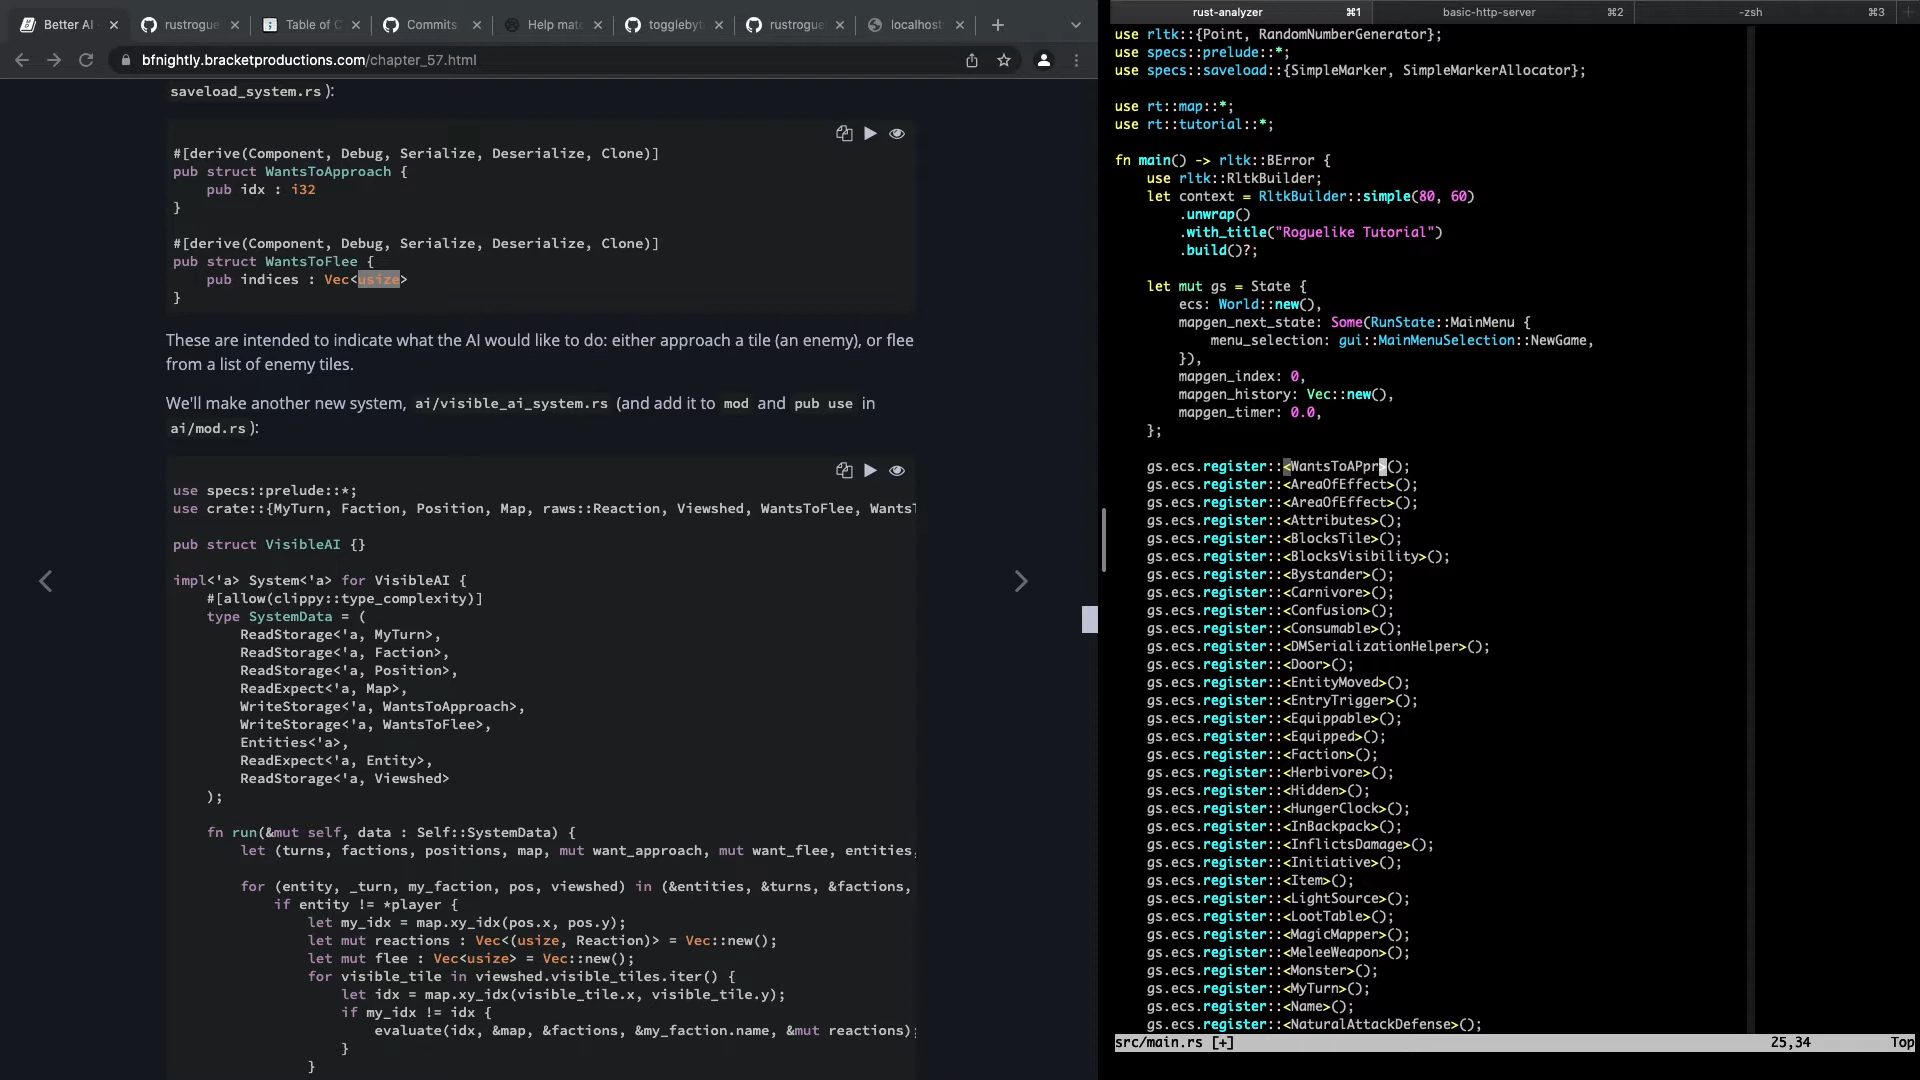 Better AI
rustrogue
Table of C
Commits
Help mat
togglebyt
rustrogue
localhost
bfnightly.bracketproductions.com/chapter_57.html
saveload_system.rs ):
#[derive(Component, Debug, Serialize, Deserialize, Clone)]
pub struct WantsToApproach {
    pub idx : i32
}
#[derive(Component, Debug, Serialize, Deserialize, Clone)]
pub struct WantsToFlee {
    pub indices : Vec<usize>
}
These are intended to indicate what the AI would like to do: either approach a tile (an enemy), or flee
from a list of enemy tiles.
We'll make another new system, ai/visible_ai_system.rs (and add it to mod and pub use in
ai/mod.rs ):
use specs::prelude::*;
use crate::{MyTurn, Faction, Position, Map, raws::Reaction, Viewshed, WantsToFlee, WantsT
pub struct VisibleAI {}
impl<'a> System<'a> for VisibleAI {
    #[allow(clippy::type_complexity)]
    type SystemData = (
        ReadStorage<'a, MyTurn>,
        ReadStorage<'a, Faction>,
        ReadStorage<'a, Position>,
        ReadExpect<'a, Map>,
        WriteStorage<'a, WantsToApproach>,
        WriteStorage<'a, WantsToFlee>,
        Entities<'a>,
        ReadExpect<'a, Entity>,
        ReadStorage<'a, Viewshed>
    );
    fn run(&mut self, data : Self::SystemData) {
        let (turns, factions, positions, map, mut want_approach, mut want_flee, entities,
        for (entity, _turn, my_faction, pos, viewshed) in (&entities, &turns, &factions,
            if entity != *player {
                let my_idx = map.xy_idx(pos.x, pos.y);
                let mut reactions : Vec<(usize, Reaction)> = Vec::new();
                let mut flee : Vec<usize> = Vec::new();
                for visible_tile in viewshed.visible_tiles.iter() {
                    let idx = map.xy_idx(visible_tile.x, visible_tile.y);
                    if my_idx != idx {
                        evaluate(idx, &map, &factions, &my_faction.name, &mut reactions);
                    }
                }
rust-analyzer ⌘1
basic-http-server ⌘2
-zsh ⌘3
use rltk::{Point, RandomNumberGenerator};
use specs::prelude::*;
use specs::saveload::{SimpleMarker, SimpleMarkerAllocator};
use rt::map::*;
use rt::tutorial::*;
fn main() -> rltk::BError {
    use rltk::RltkBuilder;
    let context = RltkBuilder::simple(80, 60)
        .unwrap()
        .with_title("Roguelike Tutorial")
        .build()?;
    let mut gs = State {
        ecs: World::new(),
        mapgen_next_state: Some(RunState::MainMenu {
            menu_selection: gui::MainMenuSelection::NewGame,
        }),
        mapgen_index: 0,
        mapgen_history: Vec::new(),
        mapgen_timer: 0.0,
    };
    gs.ecs.register::<WantsToAPpr>();
    gs.ecs.register::<AreaOfEffect>();
    gs.ecs.register::<AreaOfEffect>();
    gs.ecs.register::<Attributes>();
    gs.ecs.register::<BlocksTile>();
    gs.ecs.register::<BlocksVisibility>();
    gs.ecs.register::<Bystander>();
    gs.ecs.register::<Carnivore>();
    gs.ecs.register::<Confusion>();
    gs.ecs.register::<Consumable>();
    gs.ecs.register::<DMSerializationHelper>();
    gs.ecs.register::<Door>();
    gs.ecs.register::<EntityMoved>();
    gs.ecs.register::<EntryTrigger>();
    gs.ecs.register::<Equippable>();
    gs.ecs.register::<Equipped>();
    gs.ecs.register::<Faction>();
    gs.ecs.register::<Herbivore>();
    gs.ecs.register::<Hidden>();
    gs.ecs.register::<HungerClock>();
    gs.ecs.register::<InBackpack>();
    gs.ecs.register::<InflictsDamage>();
    gs.ecs.register::<Initiative>();
    gs.ecs.register::<Item>();
    gs.ecs.register::<LightSource>();
    gs.ecs.register::<LootTable>();
    gs.ecs.register::<MagicMapper>();
    gs.ecs.register::<MeleeWeapon>();
    gs.ecs.register::<Monster>();
    gs.ecs.register::<MyTurn>();
    gs.ecs.register::<Name>();
    gs.ecs.register::<NaturalAttackDefense>();
src/main.rs [+] 25,34 Top